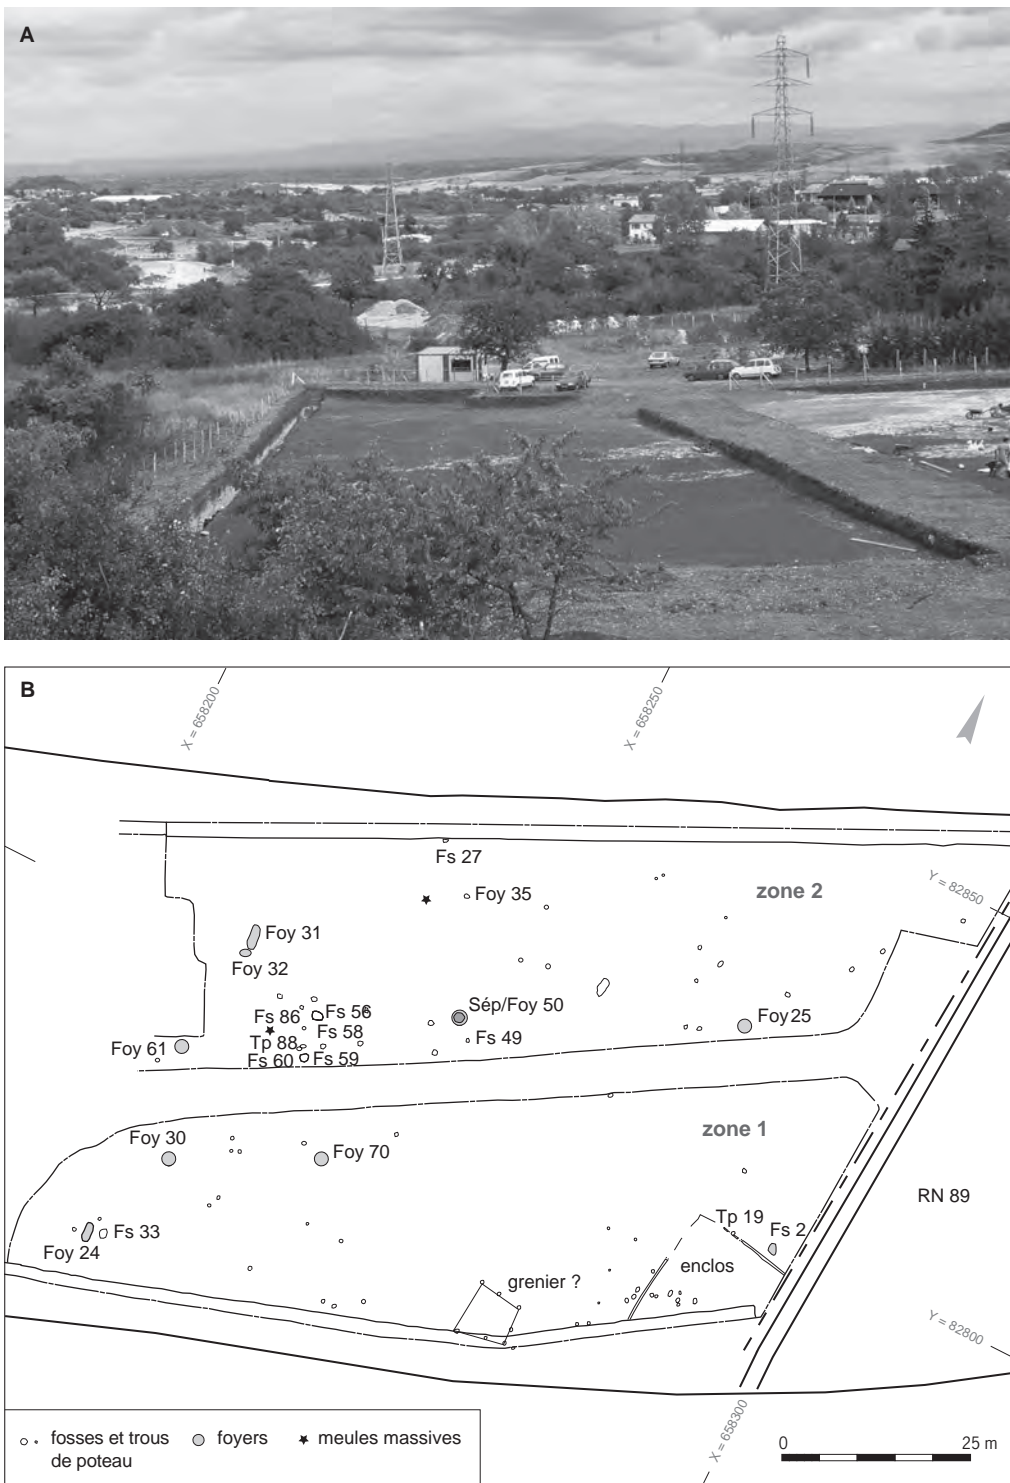 A
B
X = 658200
X = 658250
Y = 82850
Fs 27
zone 2
Foy 35
Foy 31
Foy 32
Sép/Foy 50
Fs 86
Fs 56
Foy 25
Fs 58
Fs 49
Tp 88
Foy 61
Fs 60
Fs 59
zone 1
Foy 30
Foy 70
RN 89
Tp 19
Fs 2
Fs 33
Foy 24
enclos
grenier ?
Y = 82800
X = 658300
fosses et trous
de poteau
foyers
meules massives
0
25 m